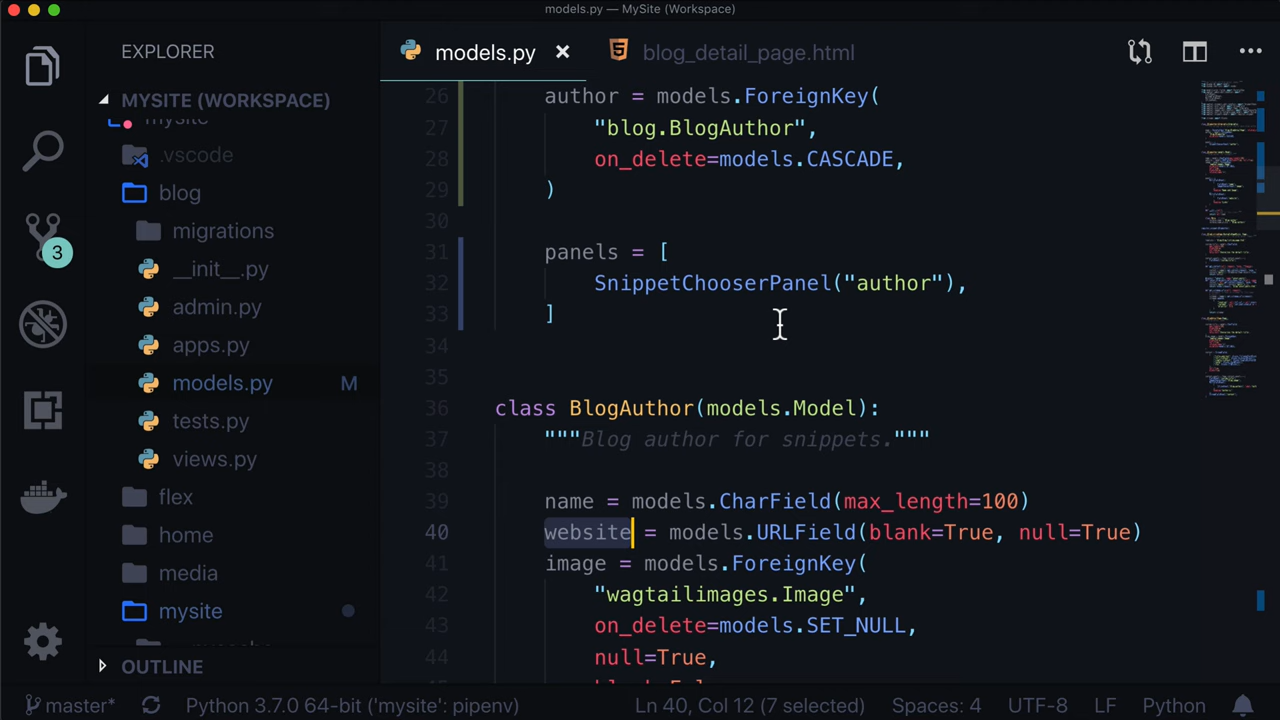 models.py — MySite (Workspace)
EXPLORER
MYSITE (WORKSPACE)
mysite
.vscode
blog
migrations
__init__.py
admin.py
apps.py
models.py M
tests.py
views.py
flex
home
media
mysite
OUTLINE
3
models.py
blog_detail_page.html
26 author = models.ForeignKey(
27 "blog.BlogAuthor",
28 on_delete=models.CASCADE,
29 )
30
31 panels = [
32 SnippetChooserPanel("author"),
33 ]
34
35
36 class BlogAuthor(models.Model):
37 """Blog author for snippets."""
38
39 name = models.CharField(max_length=100)
40 website = models.URLField(blank=True, null=True)
41 image = models.ForeignKey(
42 "wagtailimages.Image",
43 on_delete=models.SET_NULL,
44 null=True,
master* Python 3.7.0 64-bit ('mysite': pipenv) Ln 40, Col 12 (7 selected) Spaces: 4 UTF-8 LF Python